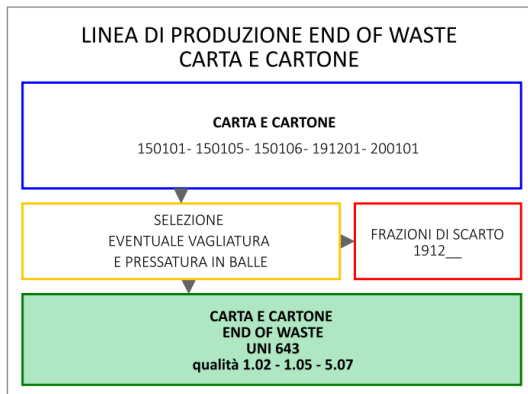 LINEA DI PRODUZIONE END OF WASTE
CARTA E CARTONE
CARTA E CARTONE
150101- 150105- 150106- 191201- 200101
SELEZIONE
EVENTUALE VAGLIATURA
E PRESSATURA IN BALLE
FRAZIONI DI SCARTO
1912__
CARTA E CARTONE
END OF WASTE
UNI 643
qualità 1.02 - 1.05 - 5.07